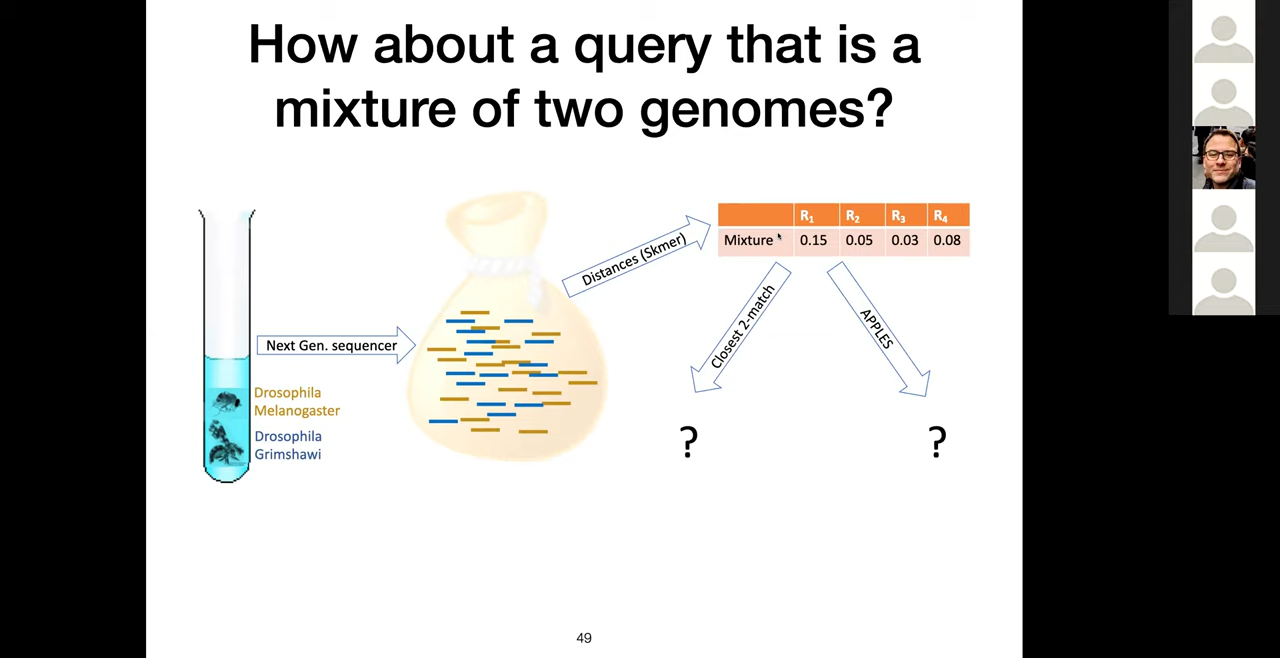 How about a query that is a
mixture of two genomes?
Distances (Skmer)
R1 R2 R3 R4
Mixture 0.15 0.05 0.03 0.08
Next Gen. sequencer
Closest 2-match
APPLES
Drosophila
Melanogaster
Drosophila
Grimshawi
? ?
49